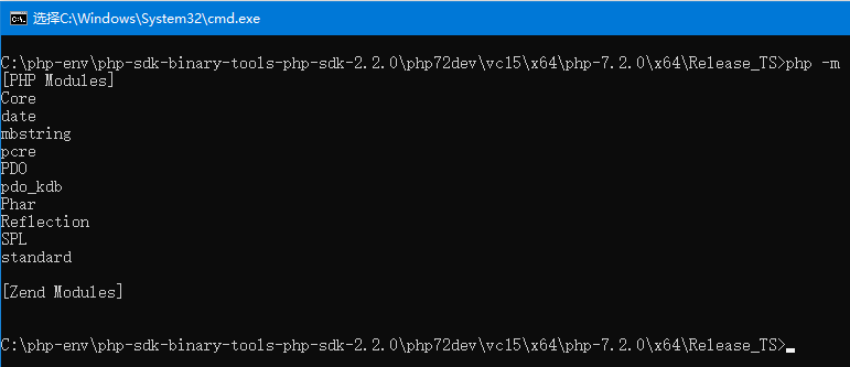 选择C:\Windows\System32\cmd.exe
C:\php-env\php-sdk-binary-tools-php-sdk-2.2.0\php72dev\vc15\x64\php-7.2.0\x64\Release_TS>php -m
[PHP Modules]
Core
date
mbstring
pcre
PDO
pdo_kdb
Phar
Reflection
SPL
standard
[Zend Modules]
C:\php-env\php-sdk-binary-tools-php-sdk-2.2.0\php72dev\vc15\x64\php-7.2.0\x64\Release_TS>